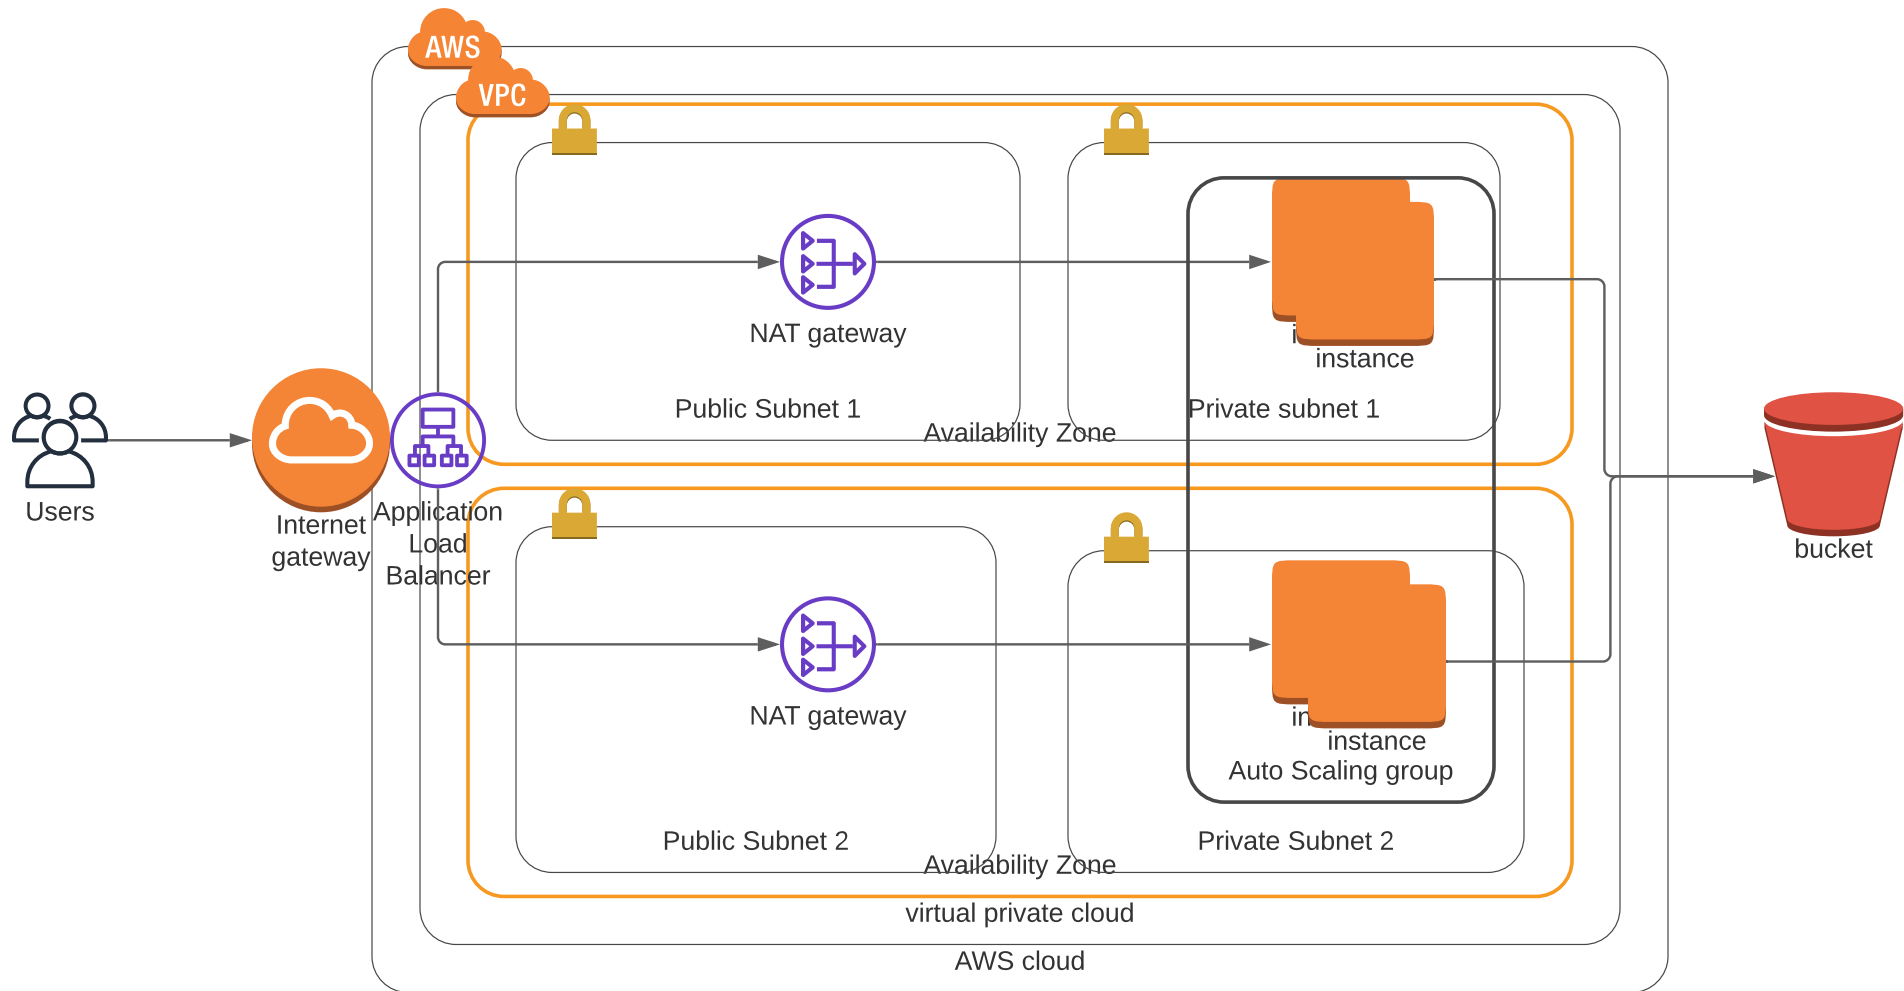 AWS
VPC
NAT gateway
instance
Public Subnet 1
Private subnet 1
Availability Zone
Users
Internet
gateway
Application
Load
Balancer
bucket
NAT gateway
instance
Auto Scaling group
Public Subnet 2
Private Subnet 2
Availability Zone
virtual private cloud
AWS cloud